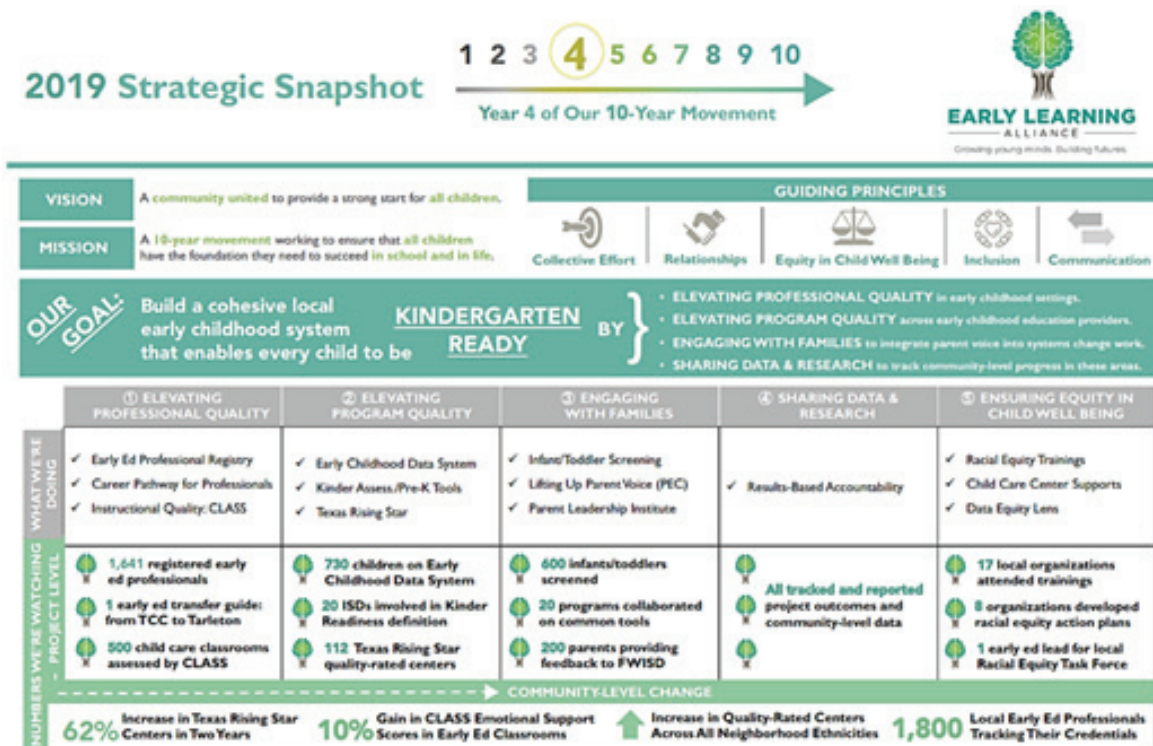 1 2 3 4 5 6 7 8 9 10
2019 Strategic Snapshot
Year 4 of Our 10-Year Movement
EARLY LEARNING
ALLIANCE
Growing young minds. Building futures.
VISION
A community united to provide a strong start for all children.
MISSION
A 10-year movement working to ensure that all children
have the foundation they need to succeed in school and in life.
GUIDING PRINCIPLES
Collective Effort
Relationships
Equity in Child Well Being
Inclusion
Communication
OUR
GOAL:
Build a cohesive local
early childhood system
that enables every child to be
KINDERGARTEN
READY
BY
• ELEVATING PROFESSIONAL QUALITY in early childhood settings.
• ELEVATING PROGRAM QUALITY across early childhood education providers.
• ENGAGING WITH FAMILIES to integrate parent voice into systems change work.
• SHARING DATA & RESEARCH to track community-level progress in these areas.
① ELEVATING
PROFESSIONAL QUALITY
② ELEVATING
PROGRAM QUALITY
③ ENGAGING
WITH FAMILIES
④ SHARING DATA &
RESEARCH
⑤ ENSURING EQUITY IN
CHILD WELL BEING
WHAT WE'RE
DOING
✓ Early Ed Professional Registry
✓ Career Pathway for Professionals
✓ Instructional Quality: CLASS
✓ Early Childhood Data System
✓ Kinder Assess./Pre-K Tools
✓ Texas Rising Star
✓ Infant/Toddler Screening
✓ Lifting Up Parent Voice (PEC)
✓ Parent Leadership Institute
✓ Results-Based Accountability
✓ Racial Equity Trainings
✓ Child Care Center Supports
✓ Data Equity Lens
NUMBERS WE'RE WATCHING
- PROJECT LEVEL
1,641 registered early
ed professionals
1 early ed transfer guide:
from TCC to Tarleton
500 child care classrooms
assessed by CLASS
730 children on Early
Childhood Data System
20 ISDs involved in Kinder
Readiness definition
112 Texas Rising Star
quality-rated centers
600 infants/toddlers
screened
20 programs collaborated
on common tools
200 parents providing
feedback to FWISD
All tracked and reported
project outcomes and
community-level data
17 local organizations
attended trainings
8 organizations developed
racial equity action plans
1 early ed lead for local
Racial Equity Task Force
COMMUNITY-LEVEL CHANGE
62% Increase in Texas Rising Star
Centers in Two Years
10% Gain in CLASS Emotional Support
Scores in Early Ed Classrooms
Increase in Quality-Rated Centers
Across All Neighborhood Ethnicities
1,800 Local Early Ed Professionals
Tracking Their Credentials